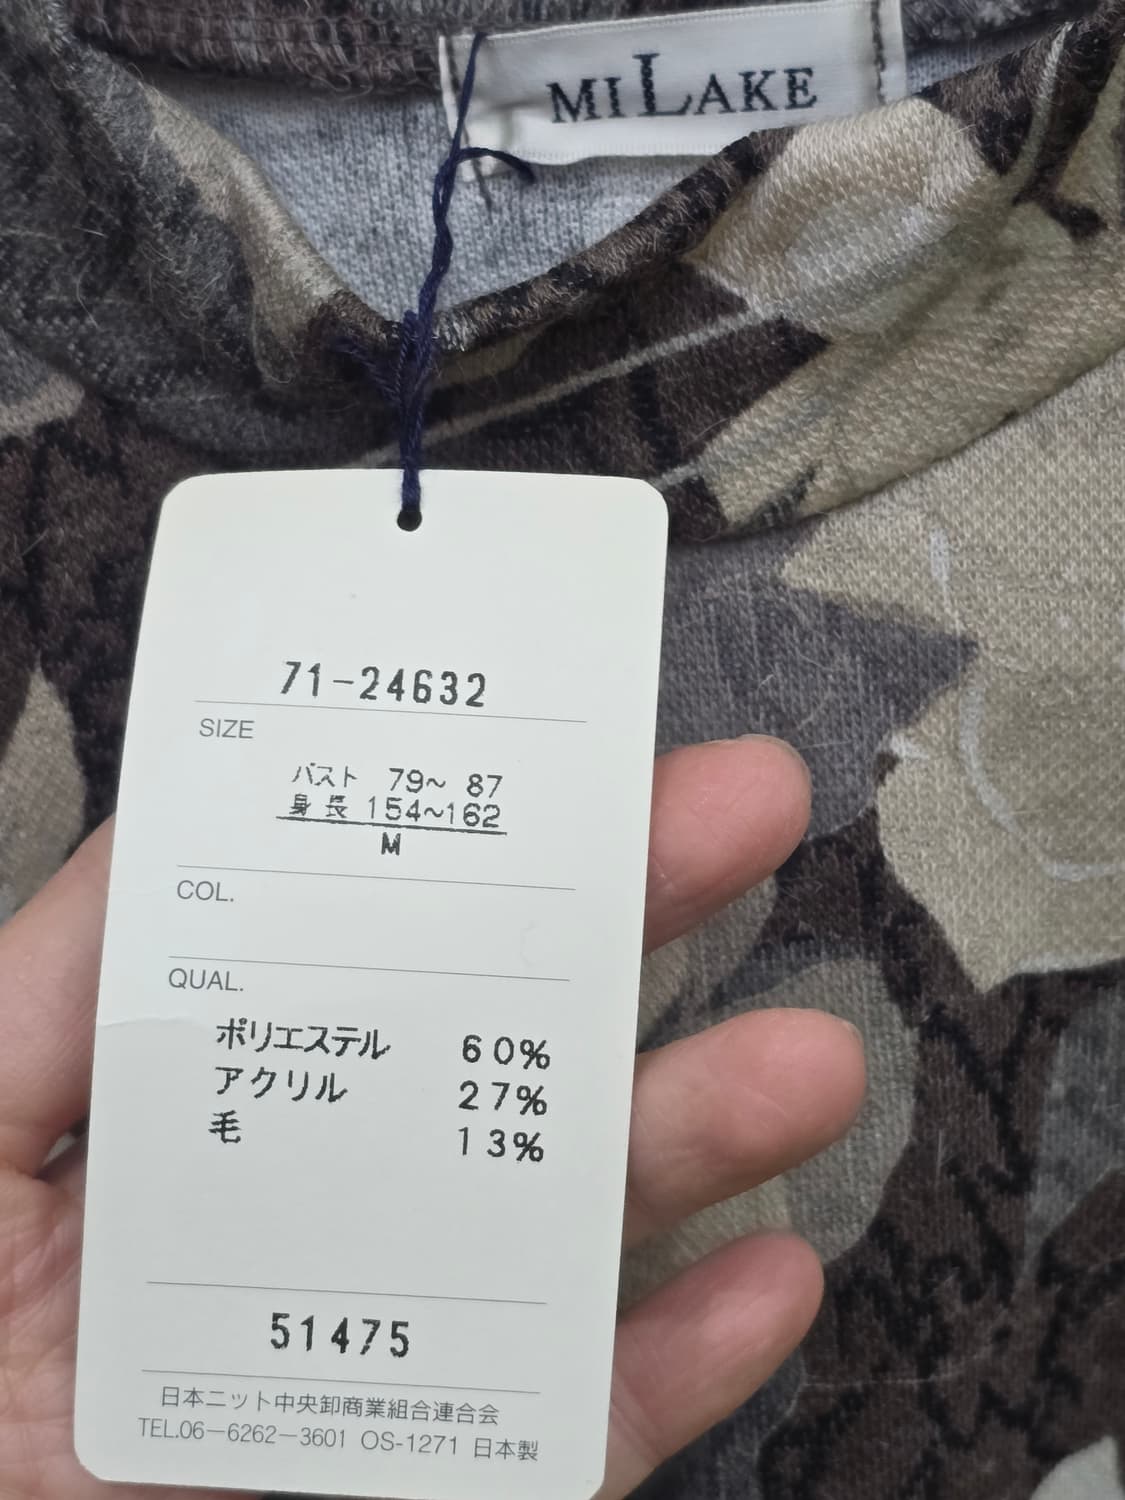 MILAKE
71-24632
SIZE
バスト 79～ 87
身長 154～162
M
COL.
QUAL.
ポリエステル 60%
アクリル 27%
毛 13%
51475
日本ニット中央卸商業組合連合会
TEL.06-6262-3601 OS-1271 日本製